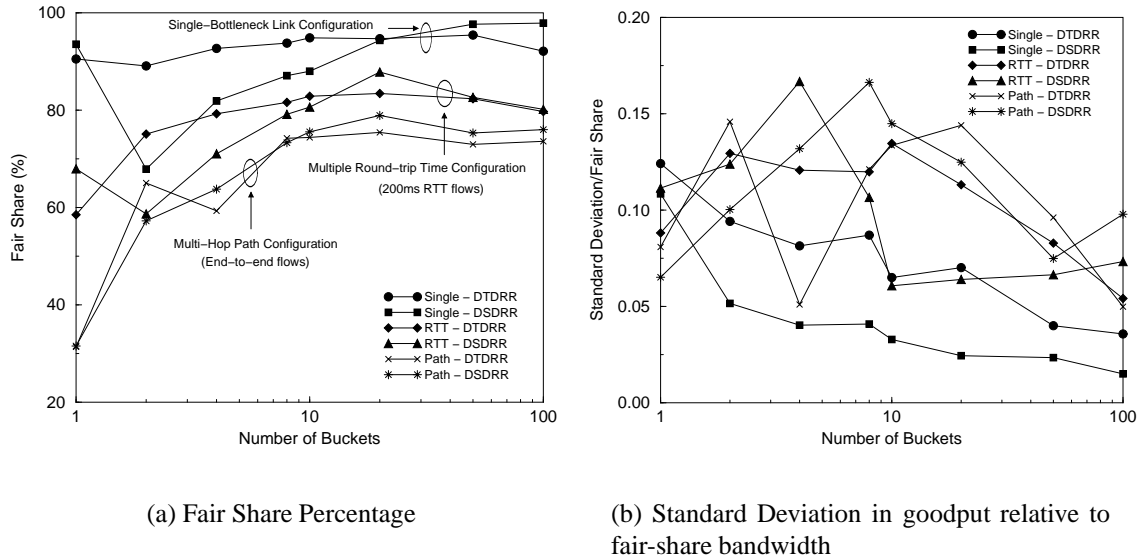 100
80
60
40
20
Fair Share (%)
1
10
100
Number of Buckets
Single−Bottleneck Link Configuration
Multiple Round−trip Time Configuration
(200ms RTT flows)
Multi−Hop Path Configuration
(End−to−end flows)
Single − DTDRR
Single − DSDRR
RTT − DTDRR
RTT − DSDRR
Path − DTDRR
Path − DSDRR
(a) Fair Share Percentage
0.20
0.15
0.10
0.05
0.00
Standard Deviation/Fair Share
1
10
100
Number of Buckets
Single − DTDRR
Single − DSDRR
RTT − DTDRR
RTT − DSDRR
Path − DTDRR
Path − DSDRR
(b) Standard Deviation in goodput relative to
fair-share bandwidth